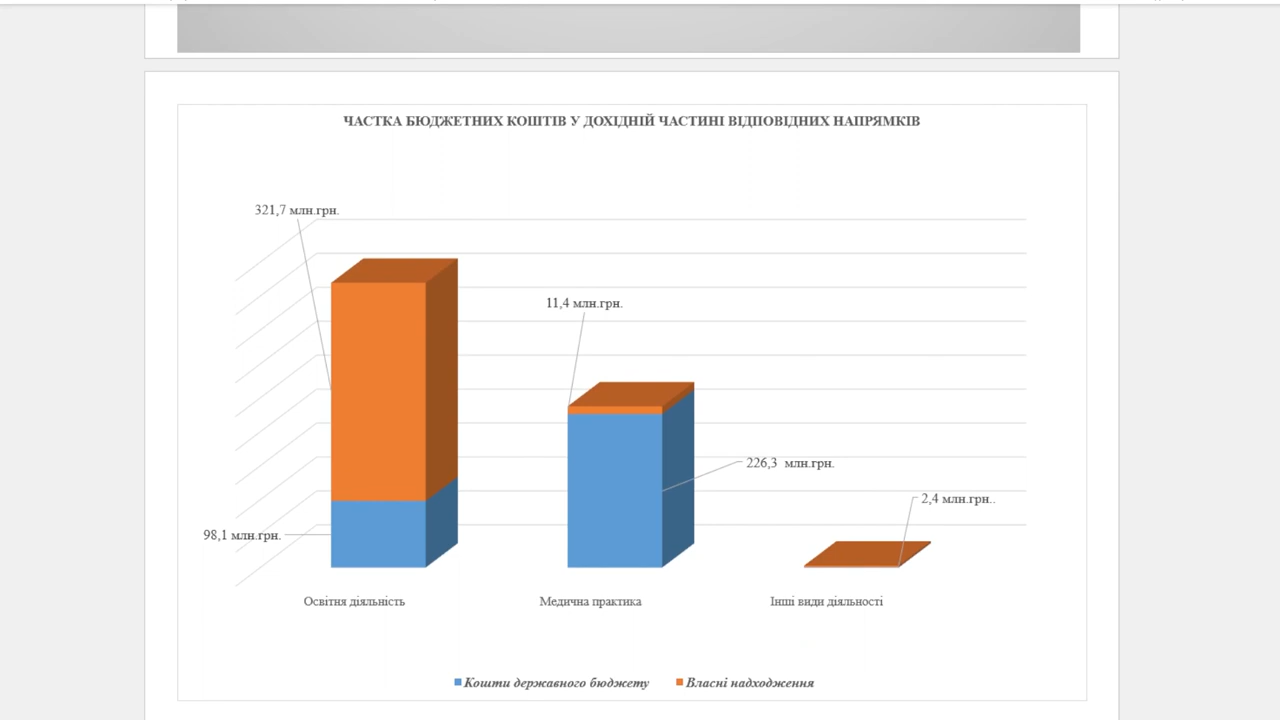 ЧАСТКА БЮДЖЕТНИХ КОШТІВ У ДОХІДНІЙ ЧАСТИНІ ВІДПОВІДНИХ НАПРЯМКІВ
321,7 млн.грн.
11,4 млн.грн.
226,3 млн.грн.
2,4 млн.грн..
98,1 млн.грн.
Освітня діяльність
Медична практика
Інші види діяльності
Кошти державного бюджету
Власні надходження